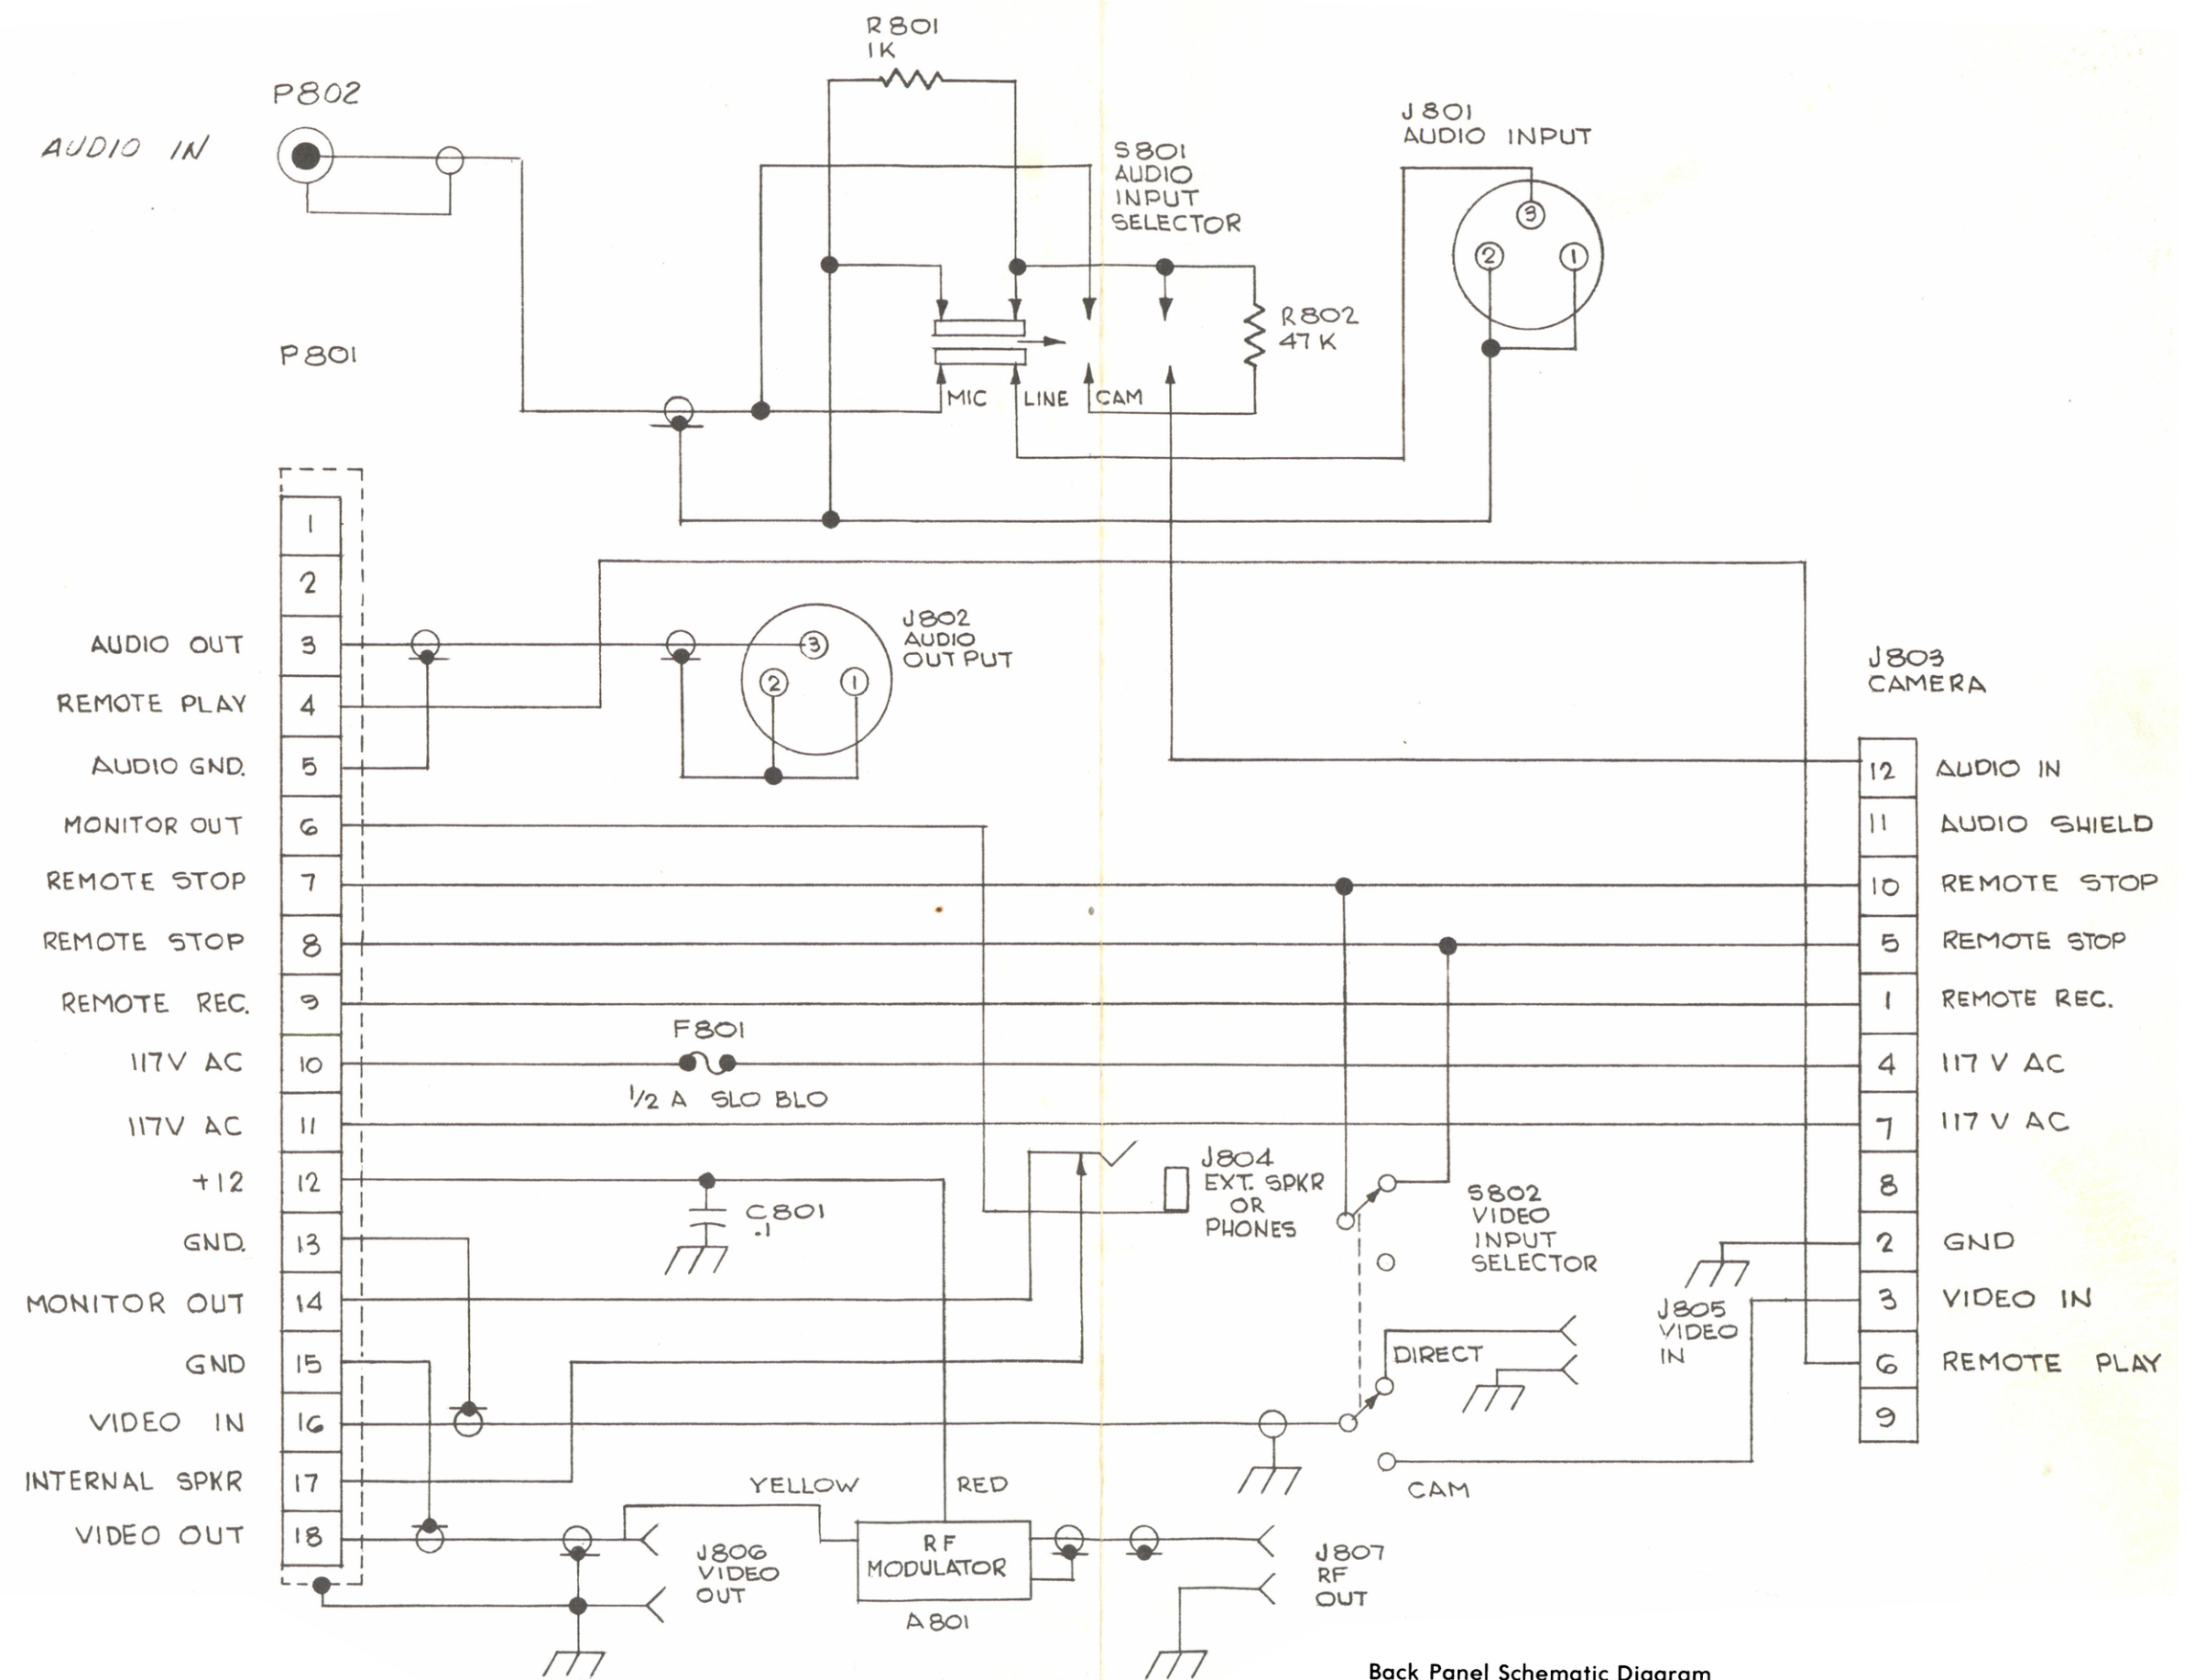 R801
1K
P802
AUDIO IN
J801
AUDIO INPUT
S801
AUDIO
INPUT
SELECTOR
3
2
1
R802
47K
P801
MIC
LINE
CAM
1
2
J802
AUDIO
OUTPUT
AUDIO OUT
3
3
2
1
REMOTE PLAY
4
J803
CAMERA
AUDIO GND.
5
12
AUDIO IN
MONITOR OUT
6
11
AUDIO SHIELD
REMOTE STOP
7
10
REMOTE STOP
REMOTE STOP
8
5
REMOTE STOP
REMOTE REC.
9
1
REMOTE REC.
F801
117V AC
10
4
117 V AC
1/2 A SLO BLO
117V AC
11
7
117 V AC
J804
EXT. SPKR
OR
PHONES
+12
12
8
C801
.1
S802
VIDEO
INPUT
SELECTOR
GND.
13
2
GND
MONITOR OUT
14
3
VIDEO IN
J805
VIDEO
IN
DIRECT
GND
15
6
REMOTE PLAY
VIDEO IN
16
9
INTERNAL SPKR
17
YELLOW
RED
CAM
VIDEO OUT
18
J806
VIDEO
OUT
RF
MODULATOR
A801
J807
RF
OUT
Back Panel Schematic Diagram